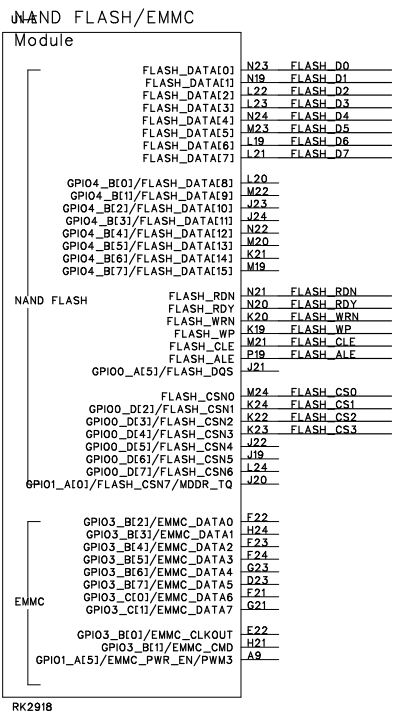 NAND FLASH/EMMC
Module
FLASH_DATA[0] N23 FLASH_D0
FLASH_DATA[1] N19 FLASH_D1
FLASH_DATA[2] L22 FLASH_D2
FLASH_DATA[3] L23 FLASH_D3
FLASH_DATA[4] N24 FLASH_D4
FLASH_DATA[5] M23 FLASH_D5
FLASH_DATA[6] L19 FLASH_D6
FLASH_DATA[7] L21 FLASH_D7
GPIO4_B[0]/FLASH_DATA[8] L20
GPIO4_B[1]/FLASH_DATA[9] M22
GPIO4_B[2]/FLASH_DATA[10] J23
GPIO4_B[3]/FLASH_DATA[11] J24
GPIO4_B[4]/FLASH_DATA[12] N22
GPIO4_B[5]/FLASH_DATA[13] M20
GPIO4_B[6]/FLASH_DATA[14] K21
GPIO4_B[7]/FLASH_DATA[15] M19
NAND FLASH
FLASH_RDN N21 FLASH_RDN
FLASH_RDY N20 FLASH_RDY
FLASH_WRN K20 FLASH_WRN
FLASH_WP K19 FLASH_WP
FLASH_CLE M21 FLASH_CLE
FLASH_ALE P19 FLASH_ALE
GPIO0_A[5]/FLASH_DQS J21
FLASH_CSN0 M24 FLASH_CS0
GPIO0_D[2]/FLASH_CSN1 K24 FLASH_CS1
GPIO0_D[3]/FLASH_CSN2 K22 FLASH_CS2
GPIO0_D[4]/FLASH_CSN3 K23 FLASH_CS3
GPIO0_D[5]/FLASH_CSN4 J22
GPIO0_D[6]/FLASH_CSN5 J19
GPIO0_D[7]/FLASH_CSN6 L24
GPIO1_A[0]/FLASH_CSN7/MDDR_TQ J20
GPIO3_B[2]/EMMC_DATA0 F22
GPIO3_B[3]/EMMC_DATA1 H24
GPIO3_B[4]/EMMC_DATA2 F23
GPIO3_B[5]/EMMC_DATA3 F24
GPIO3_B[6]/EMMC_DATA4 G23
GPIO3_B[7]/EMMC_DATA5 D23
GPIO3_C[0]/EMMC_DATA6 F21
GPIO3_C[1]/EMMC_DATA7 G21
EMMC
GPIO3_B[0]/EMMC_CLKOUT E22
GPIO3_B[1]/EMMC_CMD H21
GPIO1_A[5]/EMMC_PWR_EN/PWM3 A9
RK2918